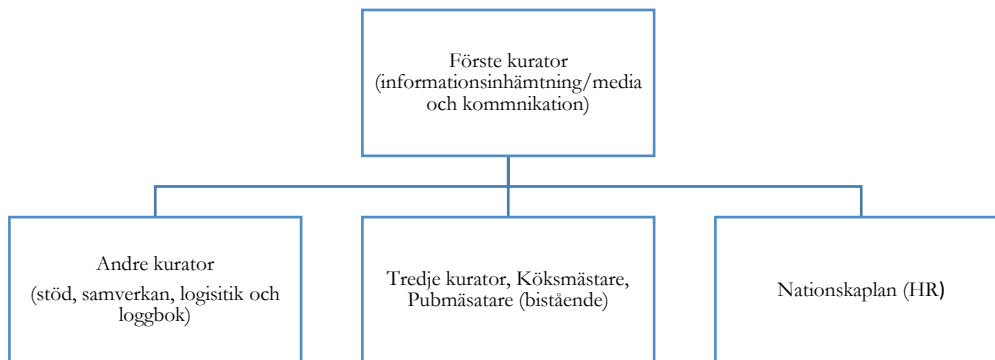 Förste kurator
(informationsinhämtning/media
och kommnikation)
Andre kurator
(stöd, samverkan, logisitik och
loggbok)
Tredje kurator, Köksmästare,
Pubmäsatare (bistående)
Nationskaplan (HR)